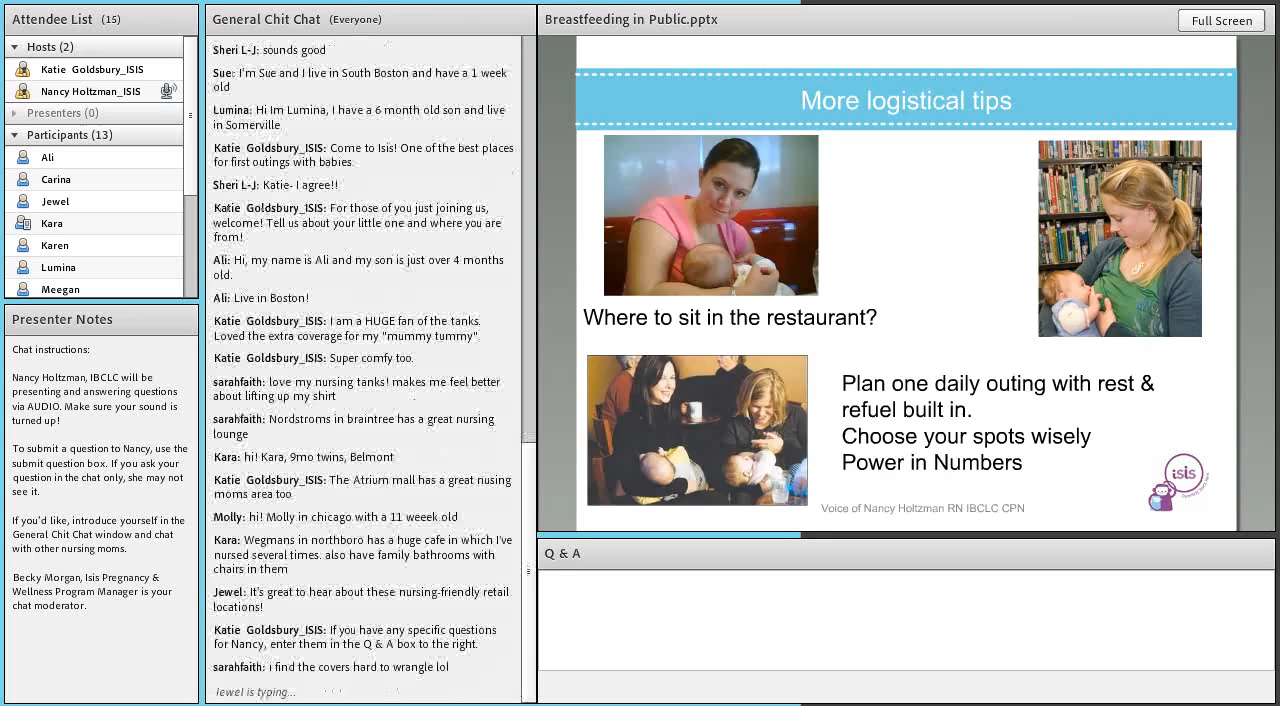 Attendee List (15)
Hosts (2)
Katie Goldsbury_ISIS
Nancy Holtzman_ISIS
Presenters (0)
Participants (13)
Ali
Carina
Jewel
Kara
Karen
Lumina
Meegan
Presenter Notes
Chat instructions:
Nancy Holtzman, IBCLC will be
presenting and answering questions
via AUDIO. Make sure your sound is
turned up!
To submit a question to Nancy, use the
submit question box. If you ask your
question in the chat only, she may not
see it.
If you'd like, introduce yourself in the
General Chit Chat window and chat
with other nursing moms.
Becky Morgan, Isis Pregnancy &
Wellness Program Manager is your
chat moderator.
General Chit Chat (Everyone)
Sheri L-J: sounds good
Sue: I'm Sue and I live in South Boston and have a 1 week
old
Lumina: Hi Im Lumina, I have a 6 month old son and live
in Somerville
Katie Goldsbury_ISIS: Come to Isis! One of the best places
for first outings with babies.
Sheri L-J: Katie- I agree!!
Katie Goldsbury_ISIS: For those of you just joining us,
welcome! Tell us about your little one and where you are
from!
Ali: Hi, my name is Ali and my son is just over 4 months
old.
Ali: Live in Boston!
Katie Goldsbury_ISIS: I am a HUGE fan of the tanks.
Loved the extra coverage for my "mummy tummy".
Katie Goldsbury_ISIS: Super comfy too.
sarahfaith: love my nursing tanks! makes me feel better
about lifting up my shirt
sarahfaith: Nordstroms in braintree has a great nursing
lounge
Kara: hi! Kara, 9mo twins, Belmont
Katie Goldsbury_ISIS: The Atrium mall has a great nusing
moms area too
Molly: hi! Molly in chicago with a 11 weeek old
Kara: Wegmans in northboro has a huge cafe in which I've
nursed several times. also have family bathrooms with
chairs in them
Jewel: It's great to hear about these nursing-friendly retail
locations!
Katie Goldsbury_ISIS: If you have any specific questions
for Nancy, enter them in the Q & A box to the right.
sarahfaith: i find the covers hard to wrangle lol
Jewel is typing...
Breastfeeding in Public.pptx
Full Screen
More logistical tips
Where to sit in the restaurant?
Plan one daily outing with rest &
refuel built in.
Choose your spots wisely
Power in Numbers
isis
Voice of Nancy Holtzman RN IBCLC CPN
Q & A